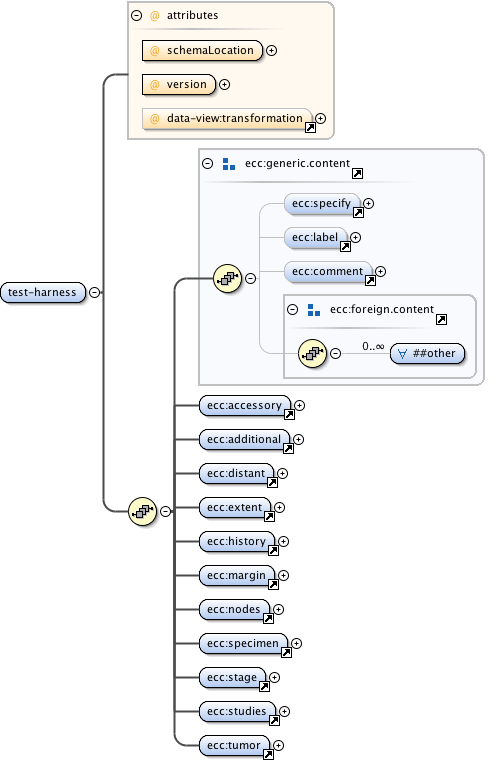 @ attributes
@ schemaLocation
@ version
@ data-view:transformation
ecc:generic.content
ecc:specify
ecc:label
ecc:comment
ecc:foreign.content
0..∞
∀ ##other
test-harness
ecc:accessory
ecc:additional
ecc:distant
ecc:extent
ecc:history
ecc:margin
ecc:nodes
ecc:specimen
ecc:stage
ecc:studies
ecc:tumor